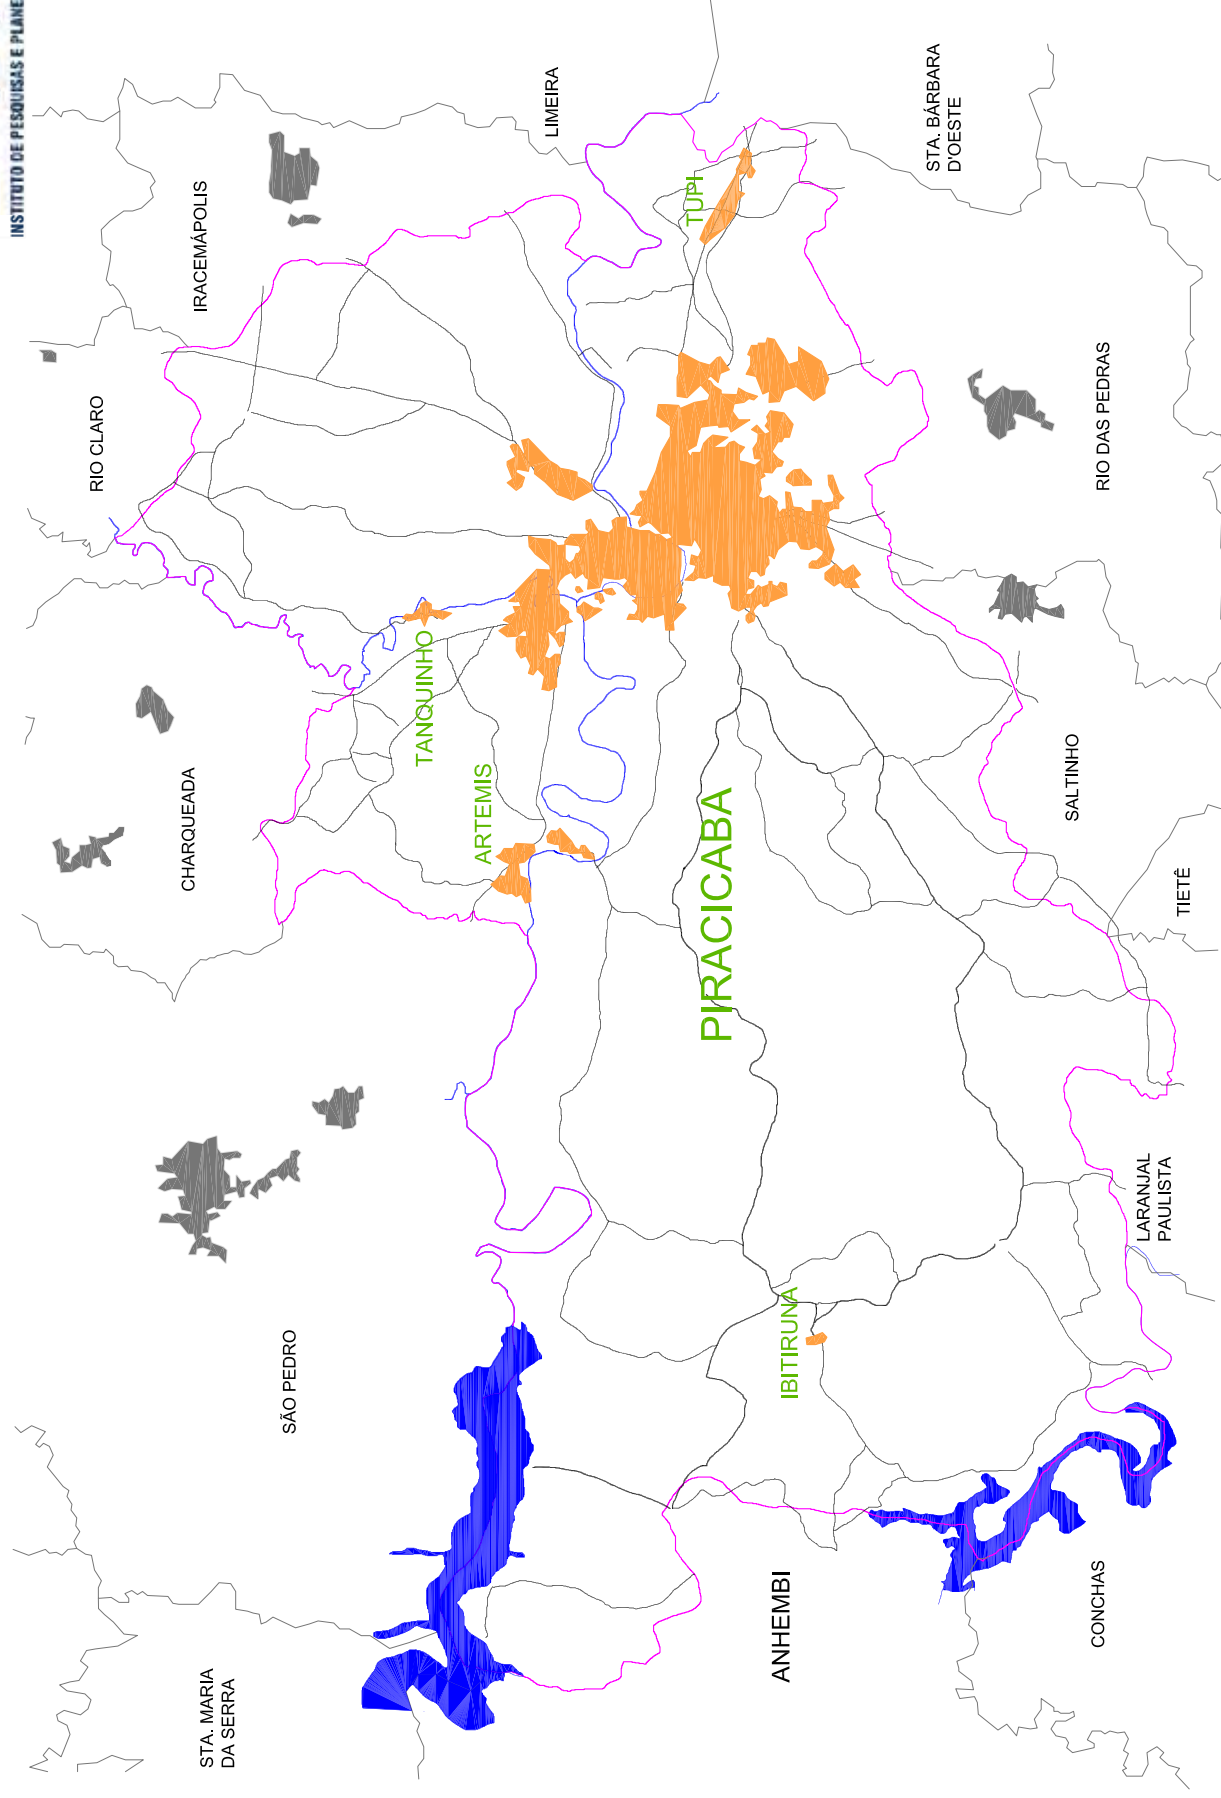 INSTITUTO DE PESQUISAS E PLANE
STA. MARIA
DA SERRA
SÃO PEDRO
CHARQUEADA
RIO CLARO
IRACEMÁPOLIS
LIMEIRA
TANQUINHO
ARTEMIS
TUPI
PIRACICABA
IBITIRUNA
ANHEMBI
STA. BÁRBARA
D'OESTE
RIO DAS PEDRAS
SALTINHO
TIETÊ
LARANJAL
PAULISTA
CONCHAS